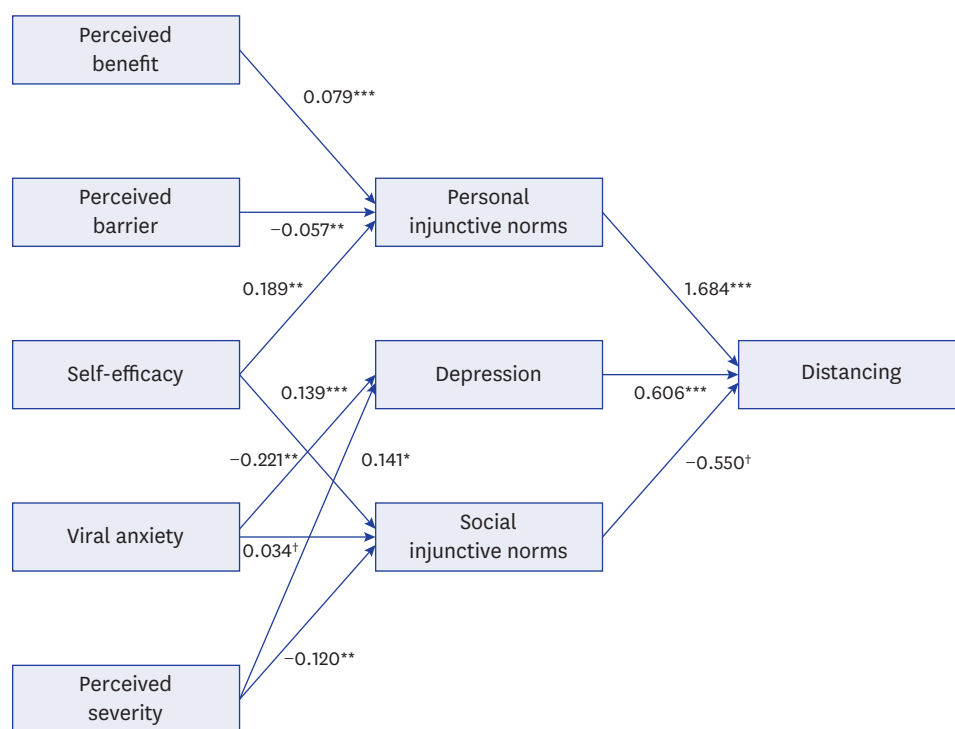 Perceived
benefit
0.079***
Perceived
barrier
−0.057**
Personal
injunctive norms
0.189**
1.684***
Self-efficacy
0.139***
Depression
0.606***
Distancing
−0.221**
0.141*
−0.550†
Viral anxiety
0.034†
Social
injunctive norms
−0.120**
Perceived
severity